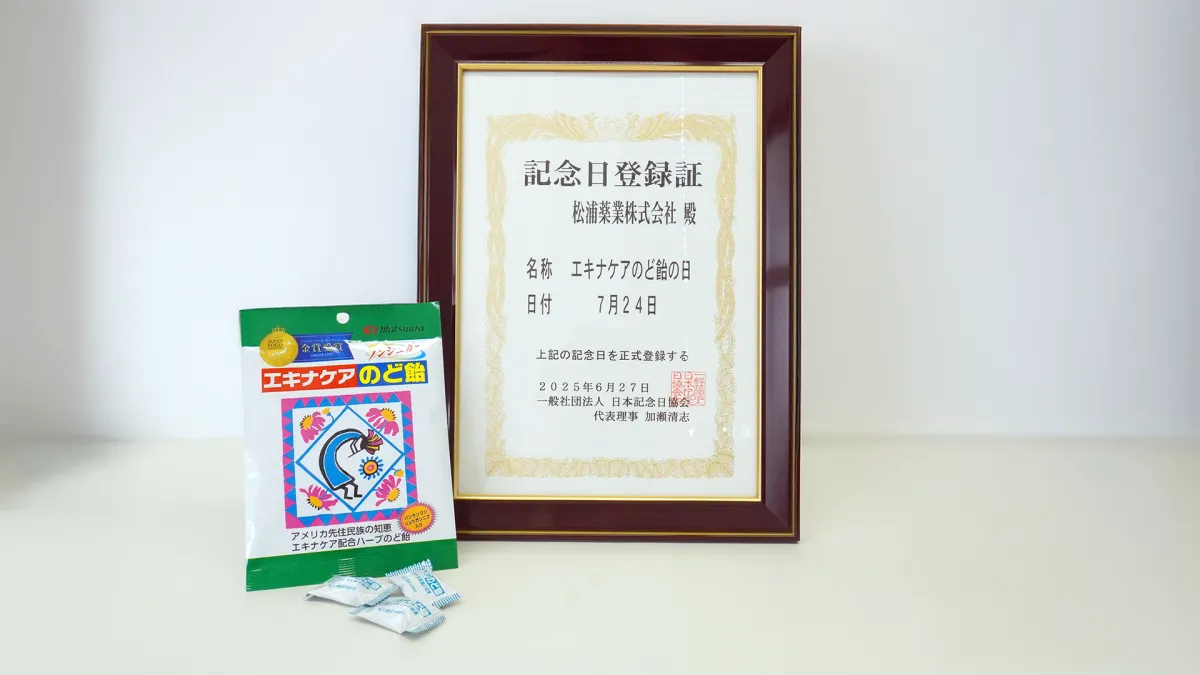 記念日登録証
松浦薬業株式会社 殿
名称 エキナケアのど飴の日
日付 7月24日
上記の記念日を正式登録する
2025年6月27日
一般社団法人 日本記念日協会
代表理事 加瀬清志
matsuura
金賞受賞
ノンシュガー
エキナケアのど飴
アメリカ先住民族の知恵
エキナケア配合ハーブのど飴